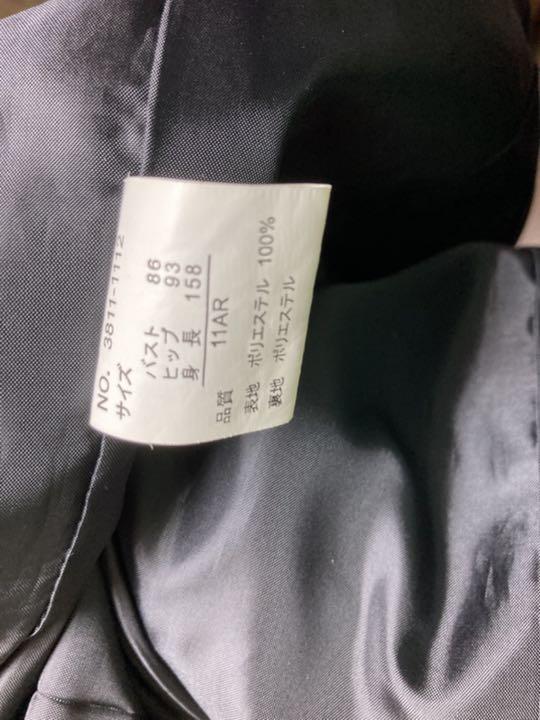 NO. 3811-1112
サイズ
バスト 86
ヒップ 93
身長 158
11AR
品質
表地 ポリエステル 100%
裏地 ポリエステル